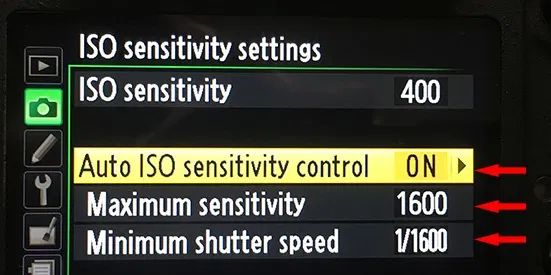 ISO sensitivity settings
ISO sensitivity 400
Auto ISO sensitivity control ON
Maximum sensitivity 1600
Minimum shutter speed 1/1600